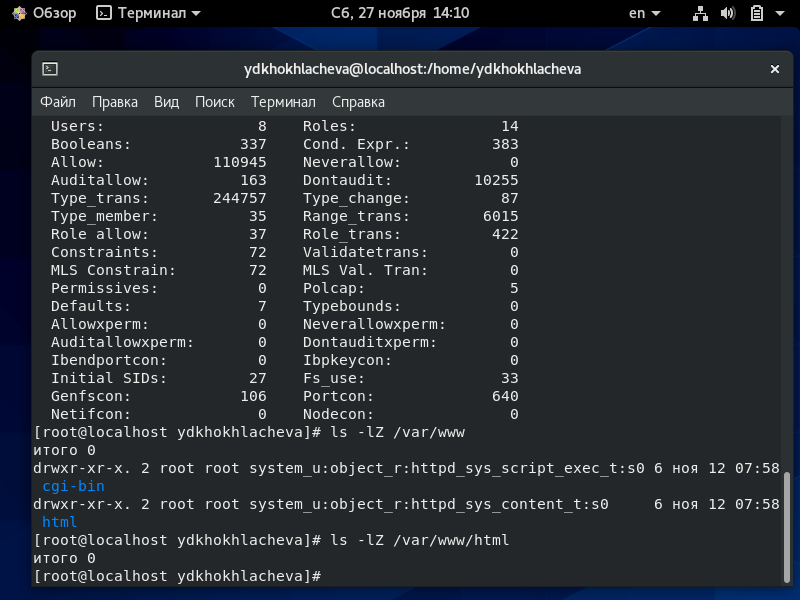 Обзор Терминал Сб, 27 ноября 14:10 en
ydkhokhlacheva@localhost:/home/ydkhokhlacheva
Файл Правка Вид Поиск Терминал Справка
Users: 8 Roles: 14
Booleans: 337 Cond. Expr.: 383
Allow: 110945 Neverallow: 0
Auditallow: 163 Dontaudit: 10255
Type_trans: 244757 Type_change: 87
Type_member: 35 Range_trans: 6015
Role allow: 37 Role_trans: 422
Constraints: 72 Validatetrans: 0
MLS Constrain: 72 MLS Val. Tran: 0
Permissives: 0 Polcap: 5
Defaults: 7 Typebounds: 0
Allowxperm: 0 Neverallowxperm: 0
Auditallowxperm: 0 Dontauditxperm: 0
Ibendportcon: 0 Ibpkeycon: 0
Initial SIDs: 27 Fs_use: 33
Genfscon: 106 Portcon: 640
Netifcon: 0 Nodecon: 0
[root@localhost ydkhokhlacheva]# ls -lZ /var/www
итого 0
drwxr-xr-x. 2 root root system_u:object_r:httpd_sys_script_exec_t:s0 6 ноя 12 07:58
cgi-bin
drwxr-xr-x. 2 root root system_u:object_r:httpd_sys_content_t:s0 6 ноя 12 07:58
html
[root@localhost ydkhokhlacheva]# ls -lZ /var/www/html
итого 0
[root@localhost ydkhokhlacheva]#